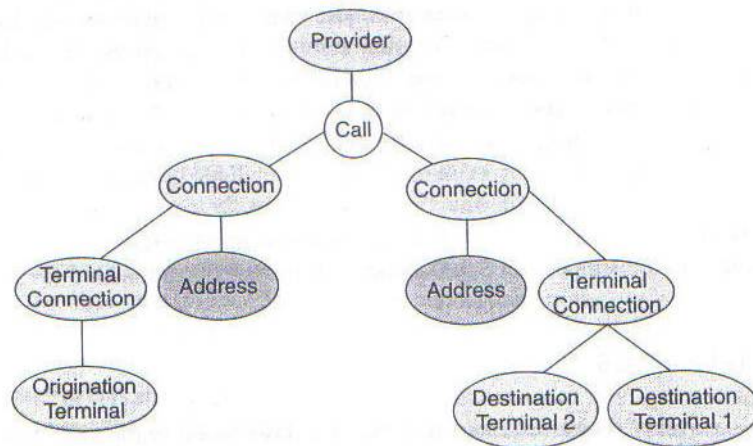 Provider
Call
Connection
Connection
Terminal
Connection
Address
Address
Terminal
Connection
Origination
Terminal
Destination
Terminal 2
Destination
Terminal 1